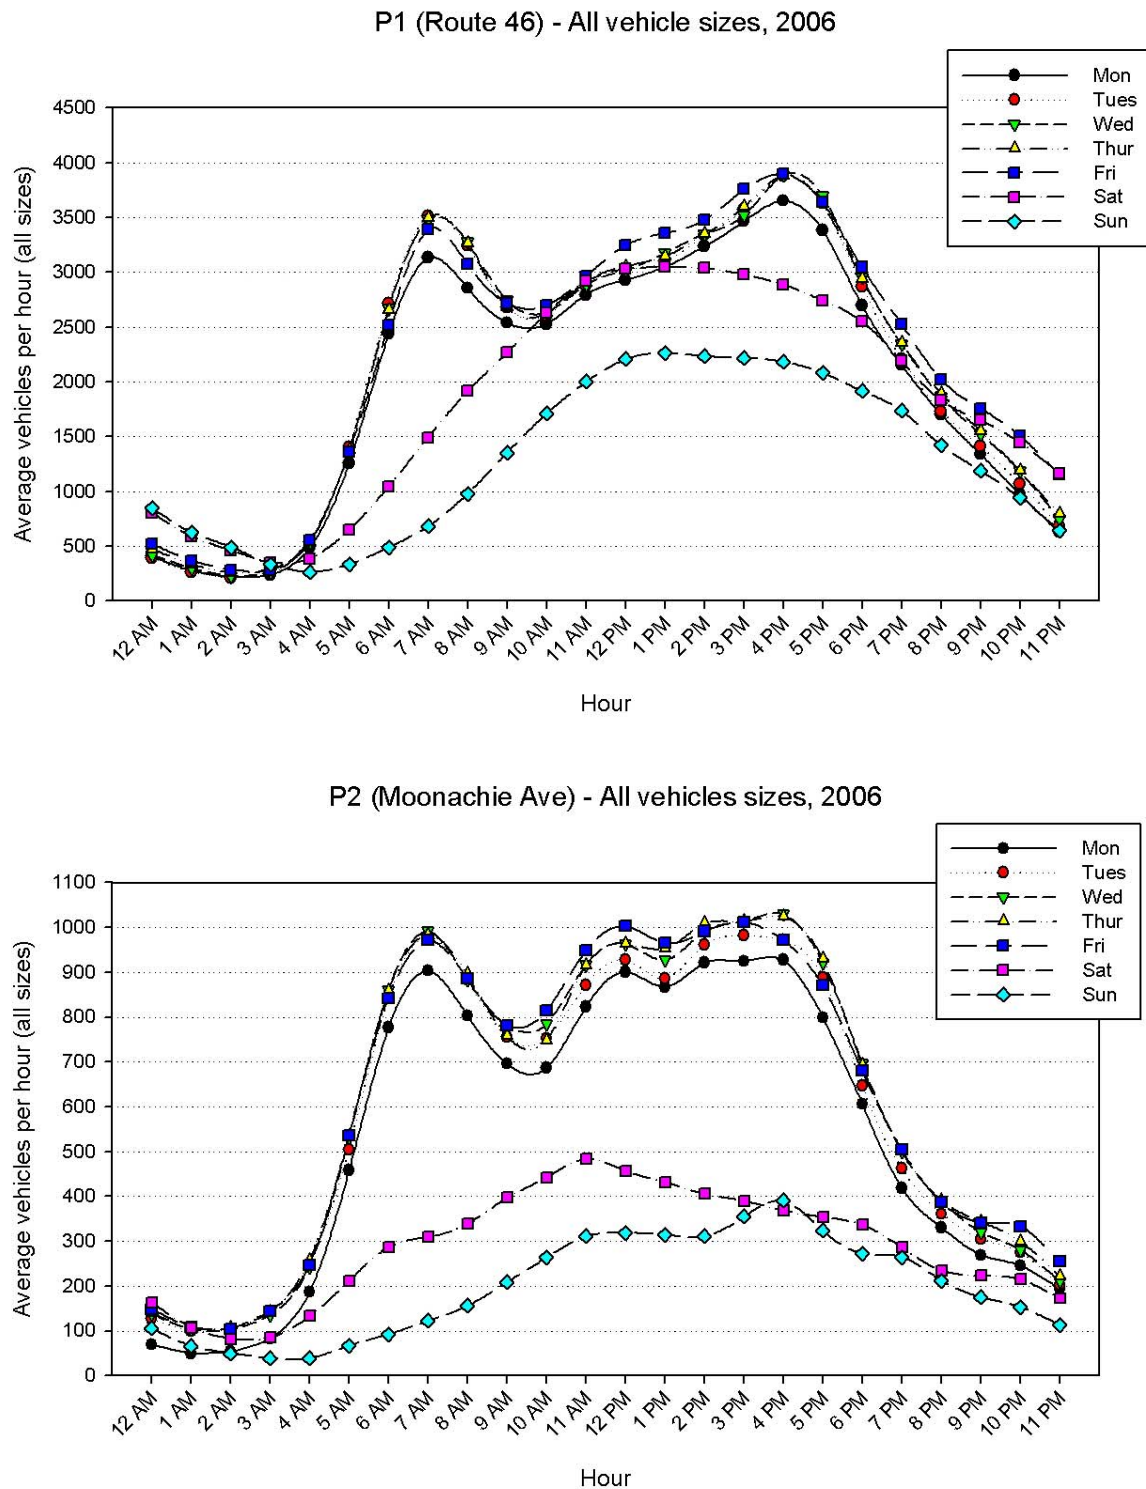 P1 (Route 46) - All vehicle sizes, 2006
Mon
Tues
Wed
Thur
Fri
Sat
Sun
Average vehicles per hour (all sizes)
4500
4000
3500
3000
2500
2000
1500
1000
500
0
12 AM
1 AM
2 AM
3 AM
4 AM
5 AM
6 AM
7 AM
8 AM
9 AM
10 AM
11 AM
12 PM
1 PM
2 PM
3 PM
4 PM
5 PM
6 PM
7 PM
8 PM
9 PM
10 PM
11 PM
Hour
P2 (Moonachie Ave) - All vehicles sizes, 2006
Mon
Tues
Wed
Thur
Fri
Sat
Sun
Average vehicles per hour (all sizes)
1100
1000
900
800
700
600
500
400
300
200
100
0
12 AM
1 AM
2 AM
3 AM
4 AM
5 AM
6 AM
7 AM
8 AM
9 AM
10 AM
11 AM
12 PM
1 PM
2 PM
3 PM
4 PM
5 PM
6 PM
7 PM
8 PM
9 PM
10 PM
11 PM
Hour